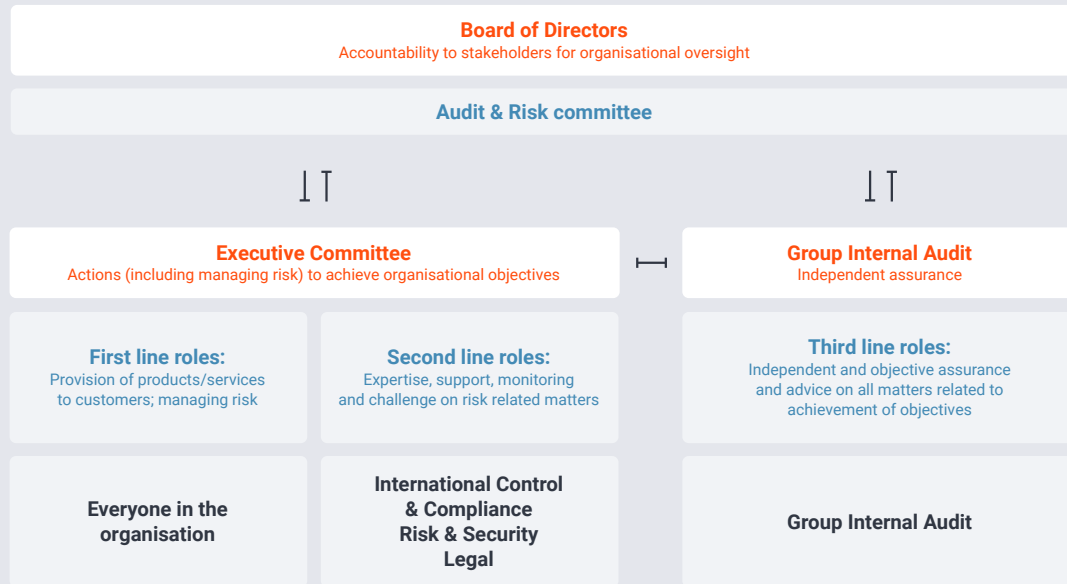 Board of Directors
Accountability to stakeholders for organisational oversight
Audit & Risk committee
Executive Committee
Actions (including managing risk) to achieve organisational objectives
Group Internal Audit
Independent assurance
First line roles:
Provision of products/services
to customers; managing risk
Second line roles:
Expertise, support, monitoring
and challenge on risk related matters
Third line roles:
Independent and objective assurance
and advice on all matters related to
achievement of objectives
Everyone in the
organisation
International Control
& Compliance
Risk & Security
Legal
Group Internal Audit